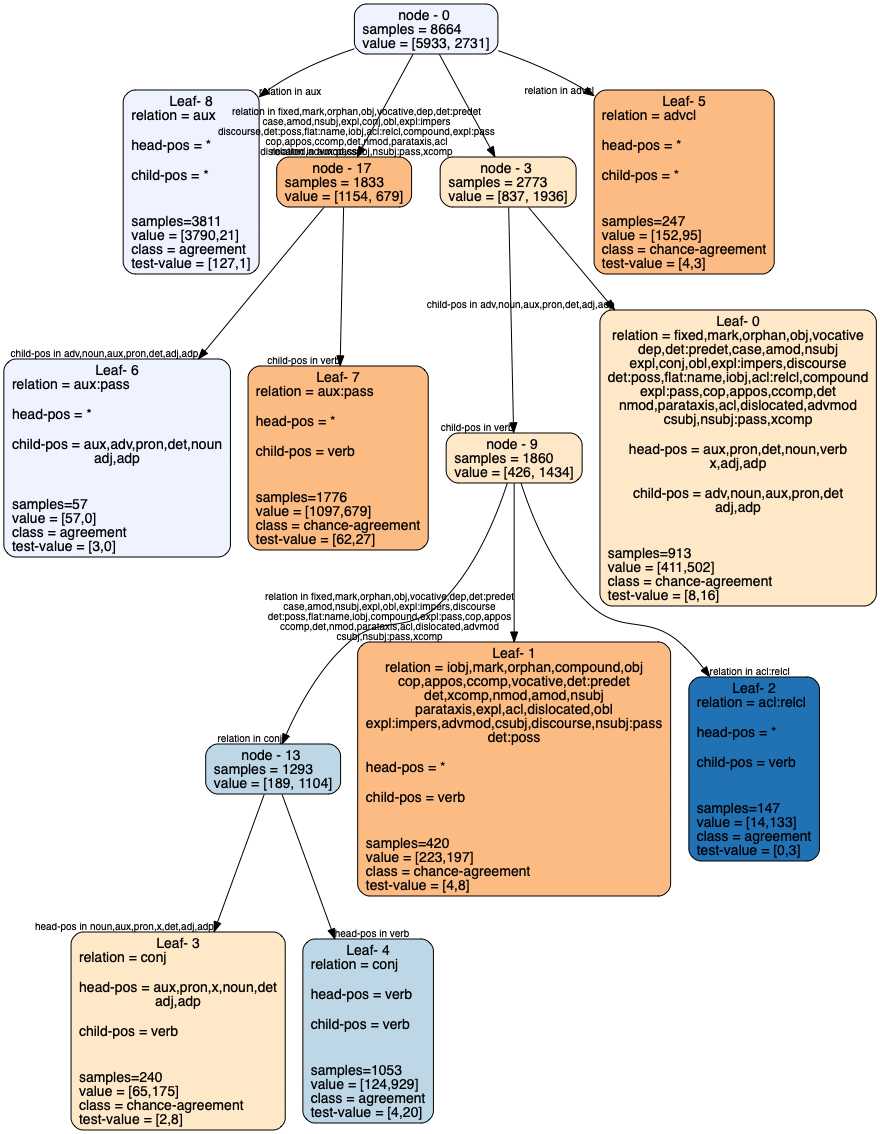 node - 0
samples = 8664
value = [5933, 2731]
relation in aux
relation in fixed,mark,orphan,obj,vocative,dep,det:predet
case,amod,nsubj,expl,conj,obl,expl:impers
discourse,det:poss,flat:name,iobj,acl:relcl,compound,expl:pass
cop,appos,ccomp,det,nmod,parataxis,acl
dislocated,advmod,csubj,nsubj:pass,xcomp
relation in aux:pass
relation in advcl
Leaf- 8
relation = aux
head-pos = *
child-pos = *
samples=3811
value = [3790,21]
class = agreement
test-value = [127,1]
node - 17
samples = 1833
value = [1154, 679]
node - 3
samples = 2773
value = [837, 1936]
Leaf- 5
relation = advcl
head-pos = *
child-pos = *
samples=247
value = [152,95]
class = chance-agreement
test-value = [4,3]
child-pos in adv,noun,aux,pron,det,adj,adp
child-pos in verb
child-pos in adv,noun,aux,pron,det,adj,adp
child-pos in verb
Leaf- 6
relation = aux:pass
head-pos = *
child-pos = aux,adv,pron,det,noun
adj,adp
samples=57
value = [57,0]
class = agreement
test-value = [3,0]
Leaf- 7
relation = aux:pass
head-pos = *
child-pos = verb
samples=1776
value = [1097,679]
class = chance-agreement
test-value = [62,27]
node - 9
samples = 1860
value = [426, 1434]
Leaf- 0
relation = fixed,mark,orphan,obj,vocative
dep,det:predet,case,amod,nsubj
expl,conj,obl,expl:impers,discourse
det:poss,flat:name,iobj,acl:relcl,compound
expl:pass,cop,appos,ccomp,det
nmod,parataxis,acl,dislocated,advmod
csubj,nsubj:pass,xcomp
head-pos = aux,pron,det,noun,verb
x,adj,adp
child-pos = adv,noun,aux,pron,det
adj,adp
samples=913
value = [411,502]
class = chance-agreement
test-value = [8,16]
relation in fixed,mark,orphan,obj,vocative,dep,det:predet
case,amod,nsubj,expl,obl,expl:impers,discourse
det:poss,flat:name,iobj,compound,expl:pass,cop,appos
ccomp,det,nmod,parataxis,acl,dislocated,advmod
csubj,nsubj:pass,xcomp
relation in conj
relation in acl:relcl
node - 13
samples = 1293
value = [189, 1104]
Leaf- 1
relation = iobj,mark,orphan,compound,obj
cop,appos,ccomp,vocative,det:predet
det,xcomp,nmod,amod,nsubj
parataxis,expl,acl,dislocated,obl
expl:impers,advmod,csubj,discourse,nsubj:pass
det:poss
head-pos = *
child-pos = verb
samples=420
value = [223,197]
class = chance-agreement
test-value = [4,8]
Leaf- 2
relation = acl:relcl
head-pos = *
child-pos = verb
samples=147
value = [14,133]
class = agreement
test-value = [0,3]
head-pos in noun,aux,pron,x,det,adj,adp
head-pos in verb
Leaf- 3
relation = conj
head-pos = aux,pron,x,noun,det
adj,adp
child-pos = verb
samples=240
value = [65,175]
class = chance-agreement
test-value = [2,8]
Leaf- 4
relation = conj
head-pos = verb
child-pos = verb
samples=1053
value = [124,929]
class = agreement
test-value = [4,20]